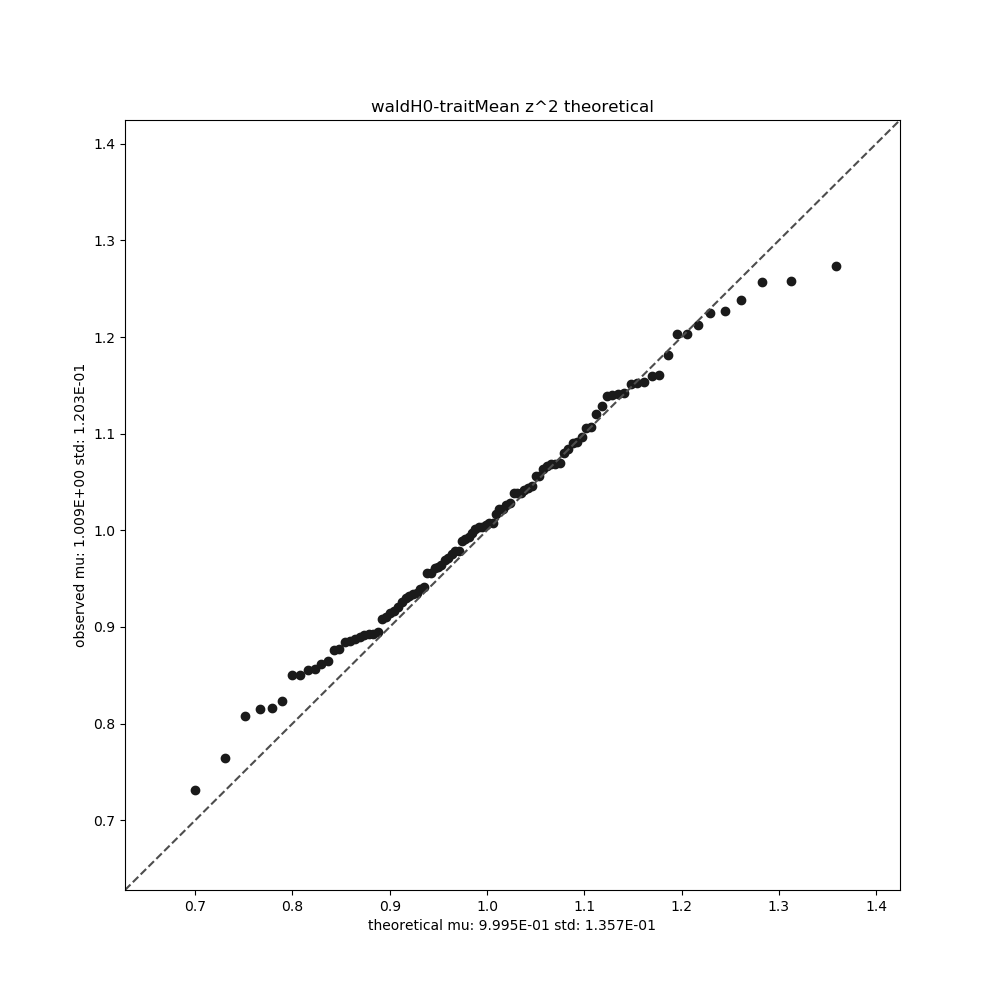 waldH0-traitMean z^2 theoretical
1.4
1.3
1.2
1.1
1.0
0.9
0.8
0.7
observed mu: 1.009E+00 std: 1.203E-01
0.7 0.8 0.9 1.0 1.1 1.2 1.3 1.4
theoretical mu: 9.995E-01 std: 1.357E-01